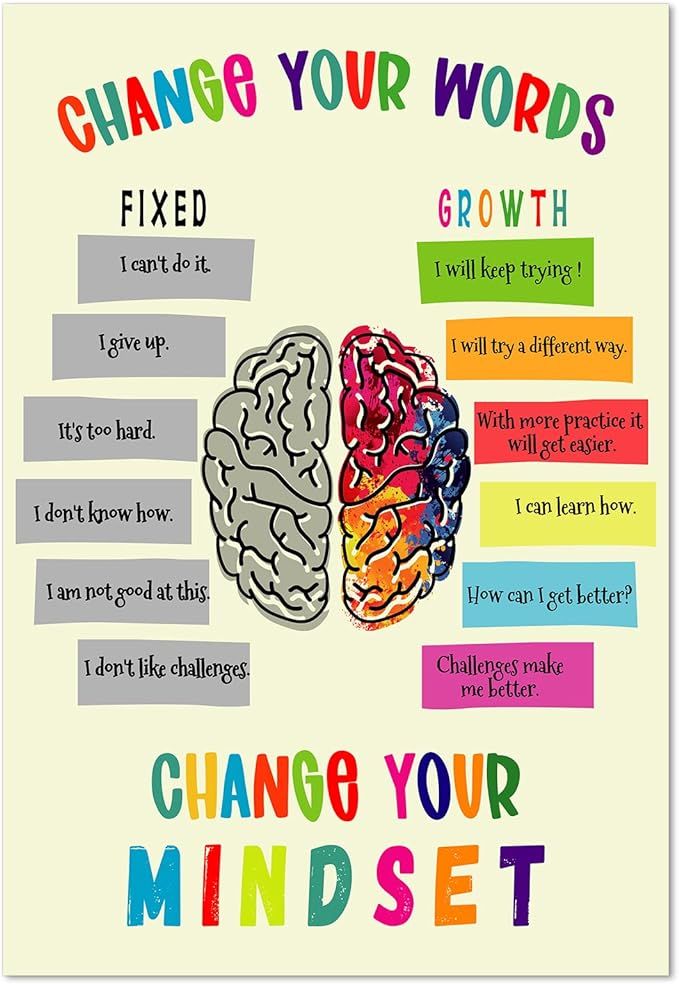 CHANGE YOUR WORDS
FIXED
GROWTH
I can't do it.
I will keep trying !
I give up.
I will try a different way.
It's too hard.
With more practice it
will get easier.
I don't know how.
I can learn how.
I am not good at this.
How can I get better?
I don't like challenges.
Challenges make
me better.
CHANGE YOUR
MINDSET